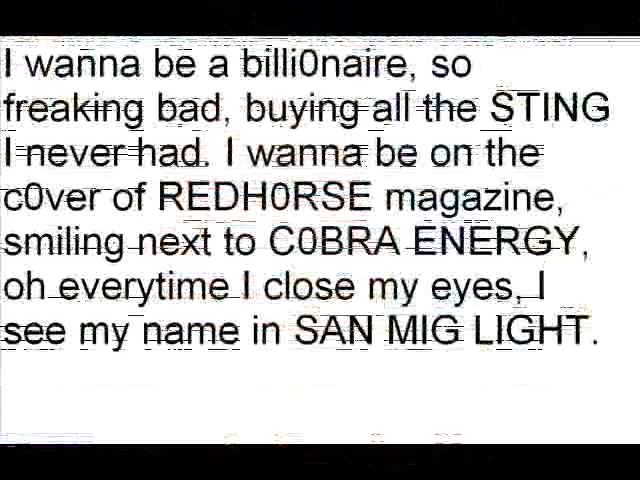 I wanna be a billi0naire, so
freaking bad, buying all the STING
I never had. I wanna be on the
c0ver of REDH0RSE magazine,
smiling next to C0BRA ENERGY,
oh everytime I close my eyes, I
see my name in SAN MIG LIGHT.